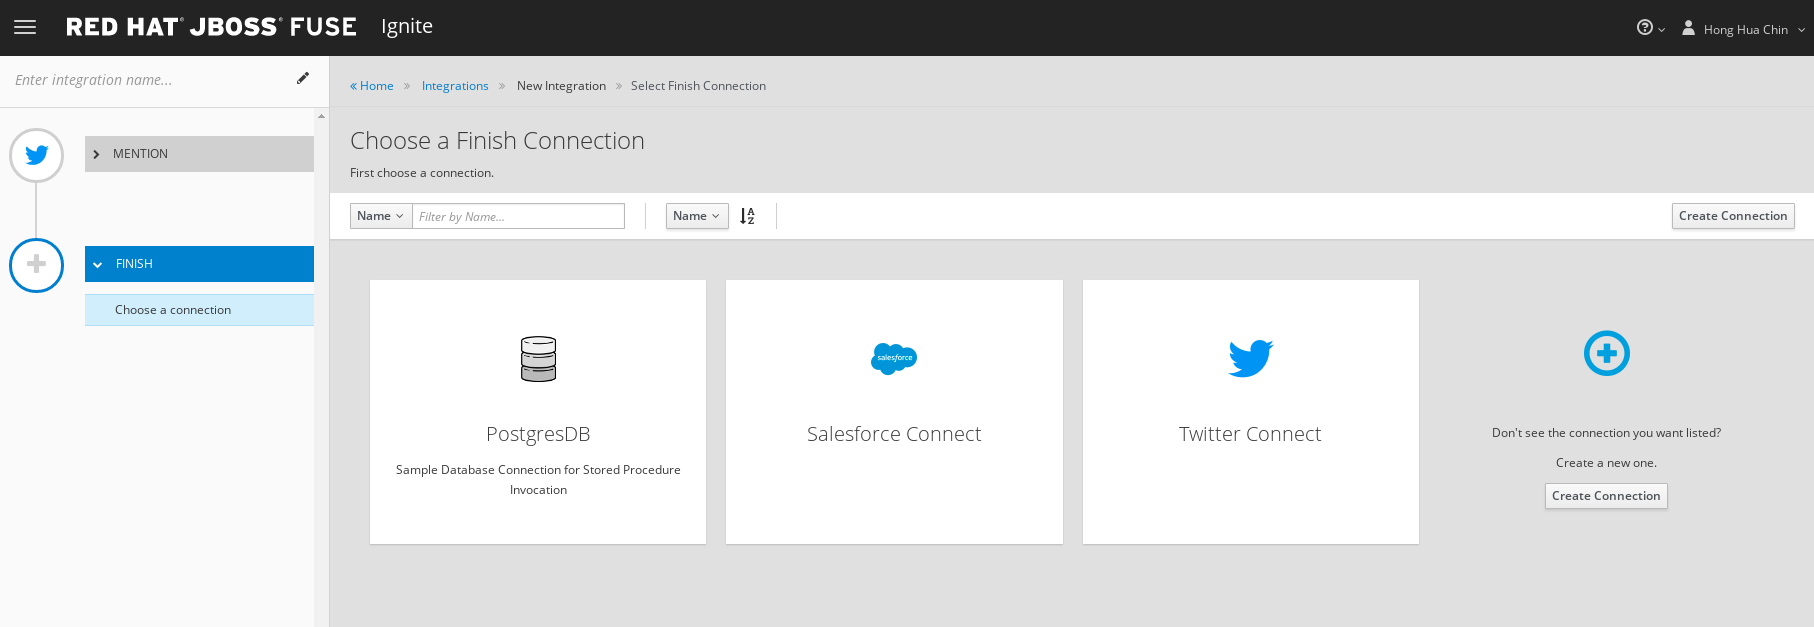 RED HAT® JBOSS® FUSE Ignite
Hong Hua Chin
Enter integration name...
MENTION
FINISH
Choose a connection
« Home » Integrations » New Integration » Select Finish Connection
Choose a Finish Connection
First choose a connection.
Name Filter by Name... Name A Z Create Connection
PostgresDB
Sample Database Connection for Stored Procedure
Invocation
salesforce
Salesforce Connect
Twitter Connect
Don't see the connection you want listed?
Create a new one.
Create Connection